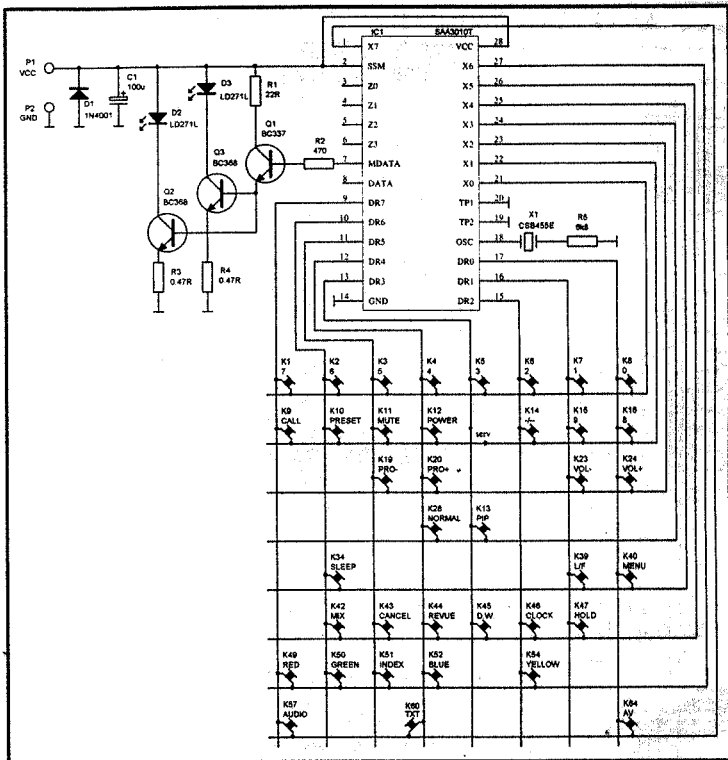 IC1 SAA3010T
P1
VCC
P2
GND
D1
1N4001
C1
100u
D2
LD271L
D3
LD271L
R1
22R
Q1
BC337
Q3
BC368
Q2
BC368
R2
470
R3
0.47R
R4
0.47R
1 X7 VCC 28
2 SSM X6 27
3 Z0 X5 26
4 Z1 X4 25
5 Z2 X3 24
6 Z3 X2 23
7 MDATA X1 22
8 DATA X0 21
9 DR7 TP1 20
10 DR6 TP2 19
11 DR5 OSC 18
12 DR4 DR0 17
13 DR3 DR1 16
14 GND DR2 15
X1
CSB455E
R5
6k8
K1 K2 K3 K4 K5 K6 K7 K8
7 6 5 4 3 2 1 0
K9 K10 K11 K12 K14 K15 K16
CALL PRESET MUTE POWER -/-- 9 8
K19 K20 K23 K24
PRO- PRO+ VOL- VOL+
K28 K13
NORMAL PIP
K34 K39 K40
SLEEP L/F MENU
K42 K43 K44 K45 K46 K47
MIX CANCEL REVUE D.W CLOCK HOLD
K49 K50 K51 K52 K54
RED GREEN INDEX BLUE YELLOW
K57 K60 K64
AUDIO TXT AV